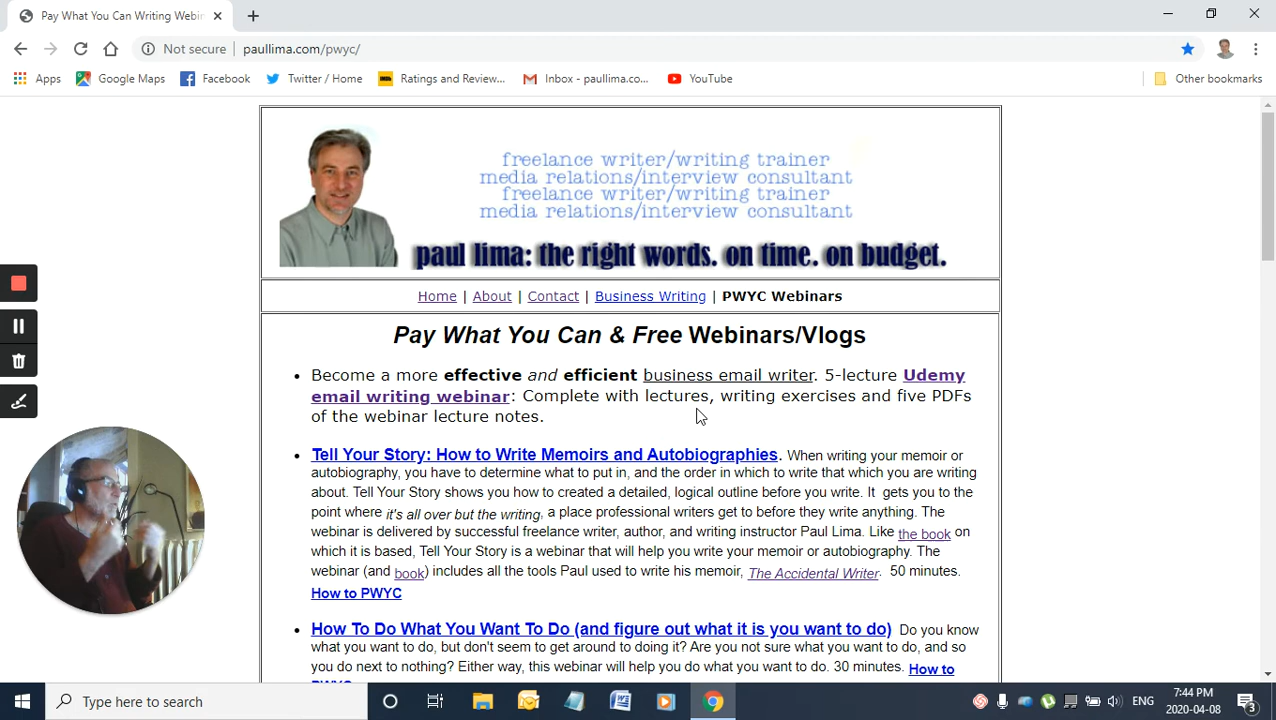 Pay What You Can Writing Webin
Not secure | paullima.com/pwyc/
Apps Google Maps Facebook Twitter / Home Ratings and Review... Inbox - paullima.co... YouTube Other bookmarks
freelance writer/writing trainer
media relations/interview consultant
freelance writer/writing trainer
media relations/interview consultant
paul lima: the right words. on time. on budget.
Home | About | Contact | Business Writing | PWYC Webinars
Pay What You Can & Free Webinars/Vlogs
• Become a more effective and efficient business email writer. 5-lecture Udemy
email writing webinar: Complete with lectures, writing exercises and five PDFs
of the webinar lecture notes.
• Tell Your Story: How to Write Memoirs and Autobiographies. When writing your memoir or
autobiography, you have to determine what to put in, and the order in which to write that which you are writing
about. Tell Your Story shows you how to created a detailed, logical outline before you write. It gets you to the
point where it's all over but the writing, a place professional writers get to before they write anything. The
webinar is delivered by successful freelance writer, author, and writing instructor Paul Lima. Like the book on
which it is based, Tell Your Story is a webinar that will help you write your memoir or autobiography. The
webinar (and book) includes all the tools Paul used to write his memoir, The Accidental Writer. 50 minutes.
How to PWYC
• How To Do What You Want To Do (and figure out what it is you want to do) Do you know
what you want to do, but don't seem to get around to doing it? Are you not sure what you want to do, and so
you do next to nothing? Either way, this webinar will help you do what you want to do. 30 minutes. How to
PWYC
Type here to search
ENG
7:44 PM
2020-04-08
3